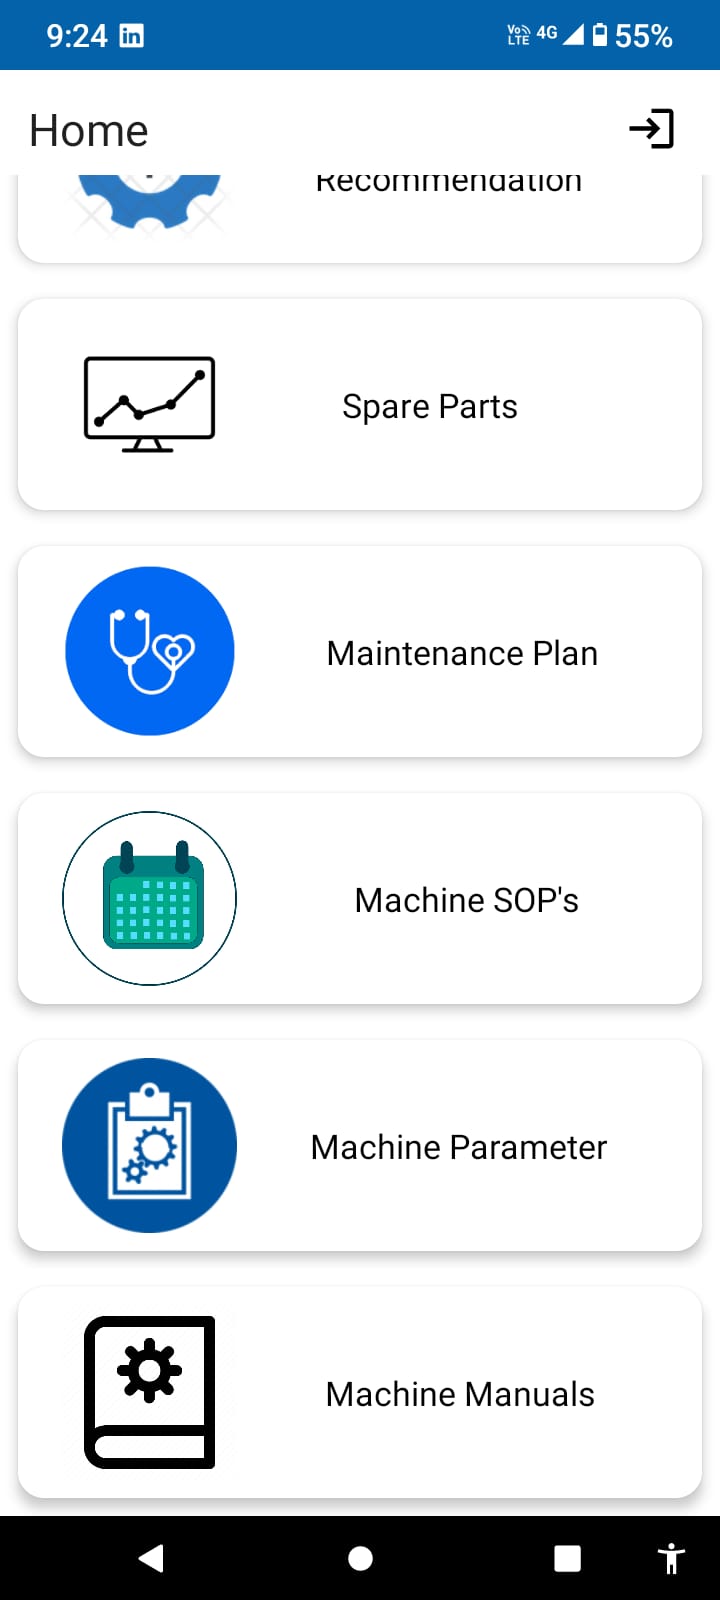 9:24 in Vo) LTE 4G 55%
Home
Recommendation
Spare Parts
Maintenance Plan
Machine SOP's
Machine Parameter
Machine Manuals